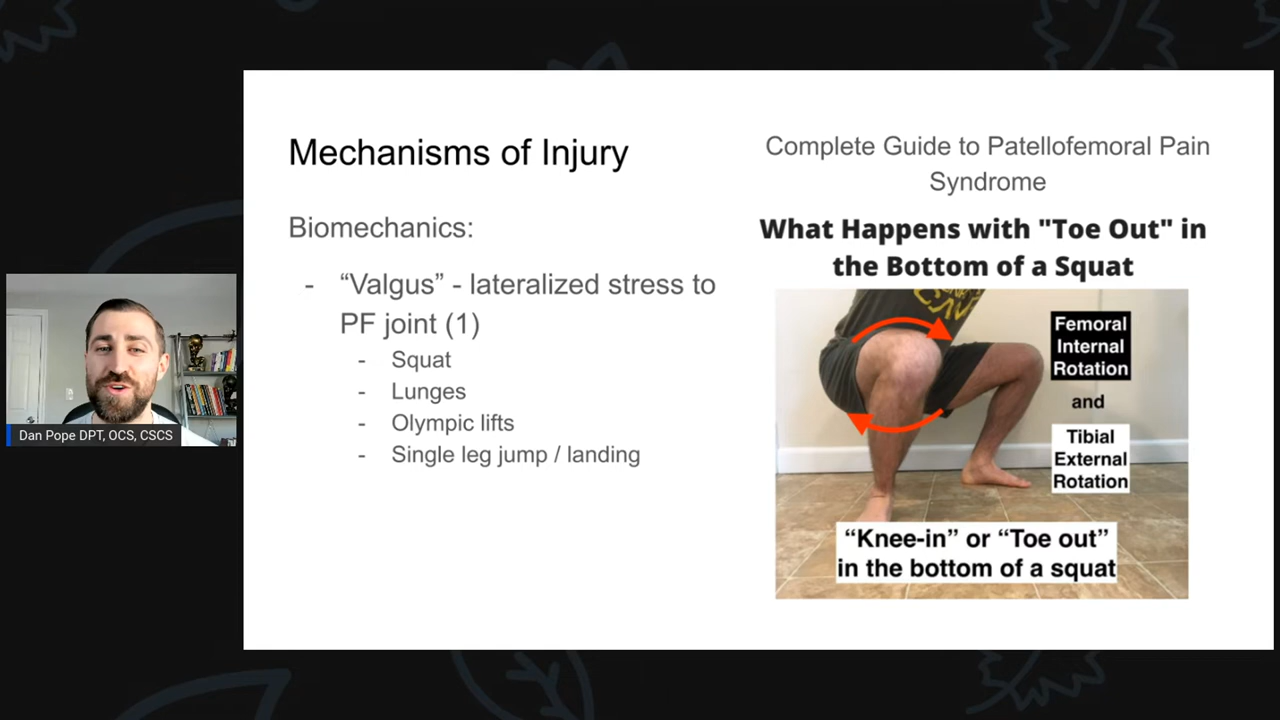 Mechanisms of Injury
Biomechanics:
- “Valgus” - lateralized stress to
PF joint (1)
- Squat
- Lunges
- Olympic lifts
- Single leg jump / landing
Complete Guide to Patellofemoral Pain
Syndrome
What Happens with "Toe Out" in
the Bottom of a Squat
Femoral
Internal
Rotation
and
Tibial
External
Rotation
“Knee-in” or “Toe out”
in the bottom of a squat
Dan Pope DPT, OCS, CSCS